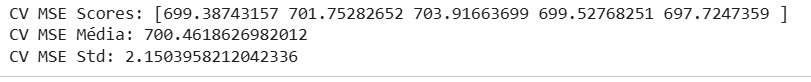 CV MSE Scores: [699.38743157 701.75282652 703.91663699 699.52768251 697.7247359 ]
CV MSE Média: 700.4618626982012
CV MSE Std: 2.1503958212042336